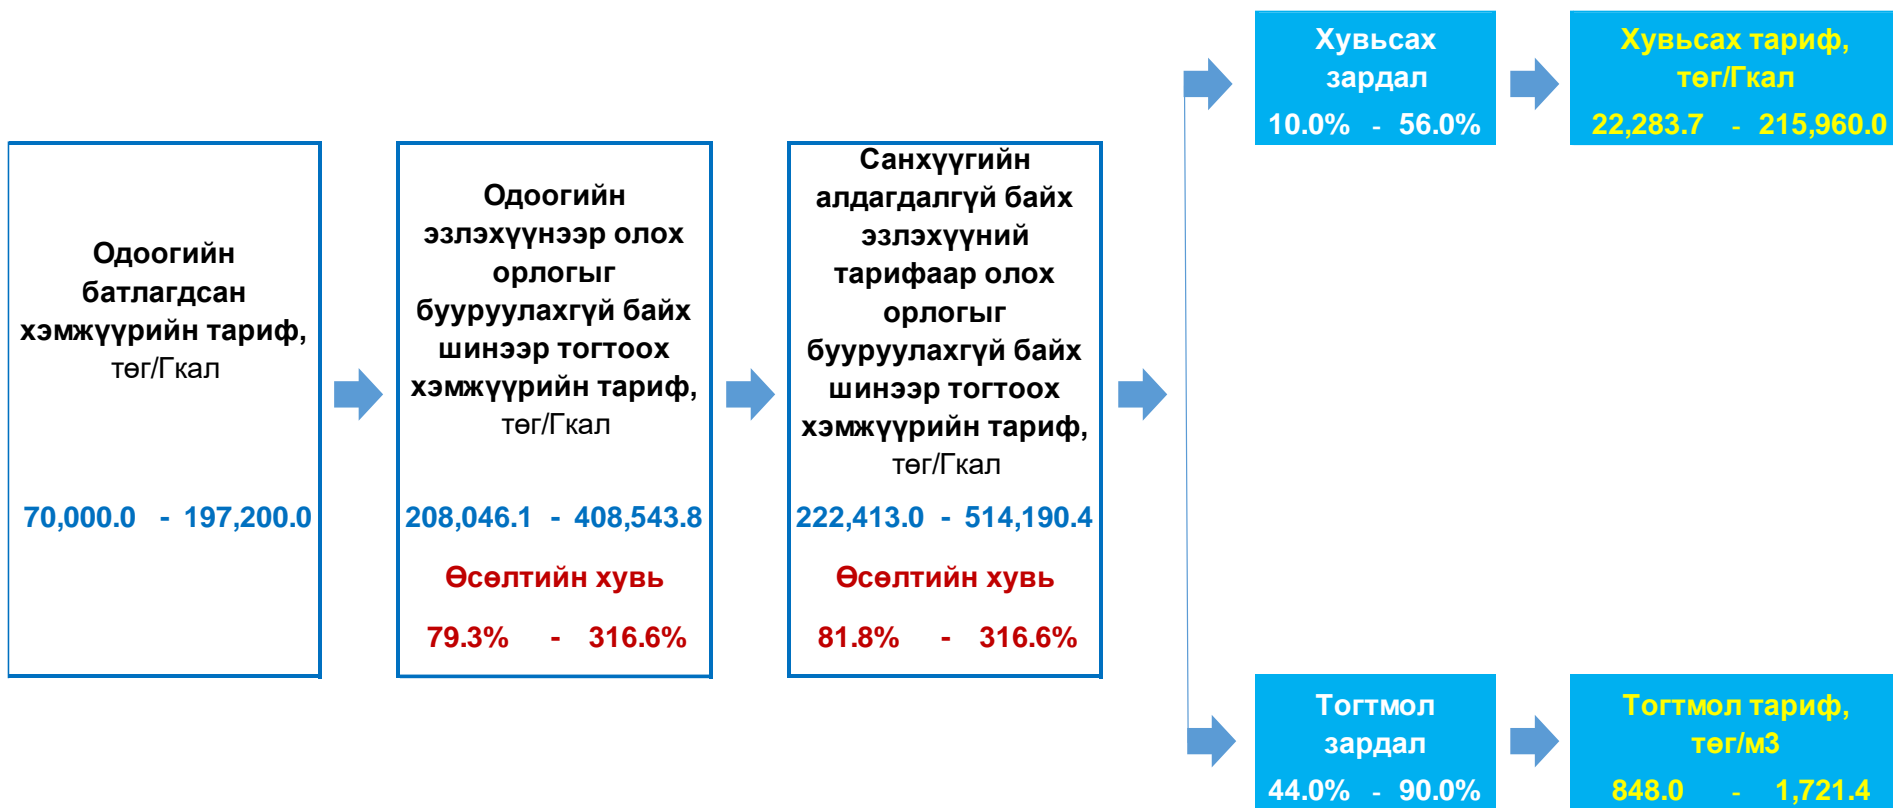 Одоогийн
батлагдсан
хэмжүүрийн тариф,
төг/Гкал
70,000.0 - 197,200.0
Одоогийн
эзлэхүүнээр олох
орлогыг
бууруулахгүй байх
шинээр тогтоох
хэмжүүрийн тариф,
төг/Гкал
208,046.1 - 408,543.8
Өсөлтийн хувь
79.3% - 316.6%
Санхүүгийн
алдагдалгүй байх
эзлэхүүний
тарифаар олох
орлогыг
бууруулахгүй байх
шинээр тогтоох
хэмжүүрийн тариф,
төг/Гкал
222,413.0 - 514,190.4
Өсөлтийн хувь
81.8% - 316.6%
Хувьсах
зардал
10.0% - 56.0%
Хувьсах тариф,
төг/Гкал
22,283.7 - 215,960.0
Тогтмол
зардал
44.0% - 90.0%
Тогтмол тариф,
төг/м3
848.0 - 1,721.4